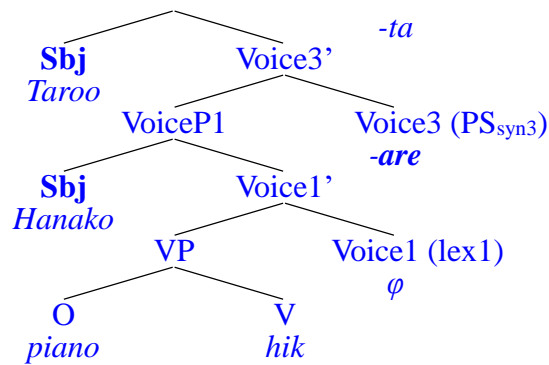 -ta
Sbj Voice3’
Taroo
VoiceP1 Voice3 (PSsyn3)
-are
Sbj Voice1’
Hanako
VP Voice1 (lex1)
φ
O V
piano hik